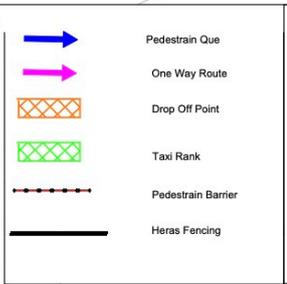 Pedestrain Que
One Way Route
Drop Off Point
Taxi Rank
Pedestrain Barrier
Heras Fencing